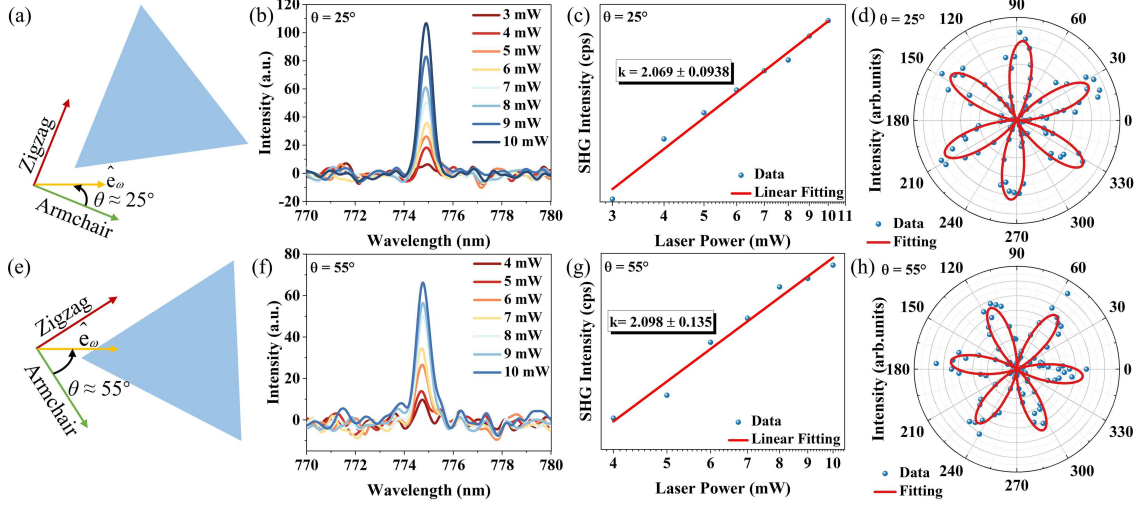 (a)
Zigzag
ê_ω
θ ≈ 25°
Armchair
(b)
θ = 25°
3 mW
4 mW
5 mW
6 mW
7 mW
8 mW
9 mW
10 mW
Intensity (a.u.)
120
100
80
60
40
20
0
-20
770 772 774 776 778 780
Wavelength (nm)
(c)
θ = 25°
k = 2.069 ± 0.0938
SHG Intensity (cps)
Data
Linear Fitting
3 4 5 6 7 8 9 10 11
Laser Power (mW)
(d)
θ = 25°
90
120 60
150 30
180 0
210 330
240 300
270
Intensity (arb.units)
Data
Fitting
(e)
Zigzag
ê_ω
θ ≈ 55°
Armchair
(f)
θ = 55°
4 mW
5 mW
6 mW
7 mW
8 mW
9 mW
10 mW
Intensity (a.u.)
80
60
40
20
0
770 772 774 776 778 780
Wavelength (nm)
(g)
θ = 55°
k= 2.098 ± 0.135
SHG Intensity (cps)
Data
Linear Fitting
4 5 6 7 8 9 10
Laser Power (mW)
(h)
θ = 55°
90
120 60
150 30
180 0
210 330
240 300
270
Intensity (arb.units)
Data
Fitting